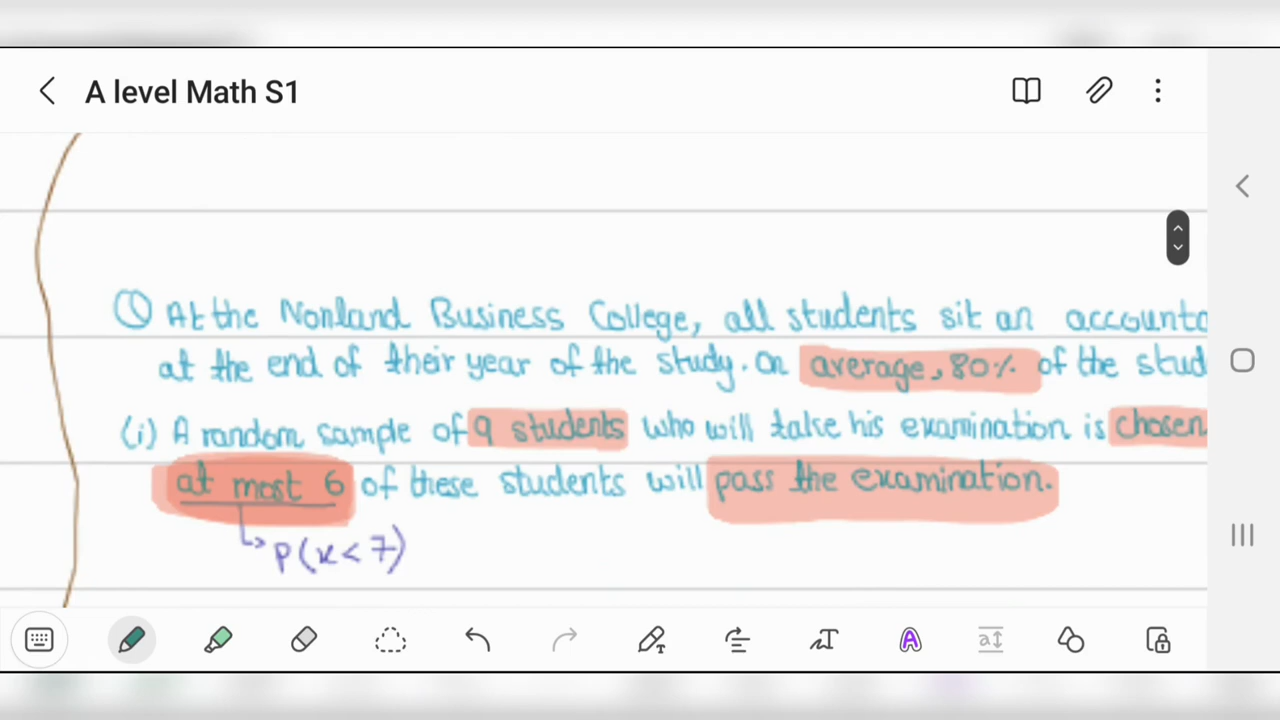 A level Math S1
① At the Nonland Business College, all students sit an accounta
at the end of their year of the study. On average, 80% of the stud
(i) A random sample of 9 students who will take his examination is chosen
at most 6 of these students will pass the examination.
P(x < 7)